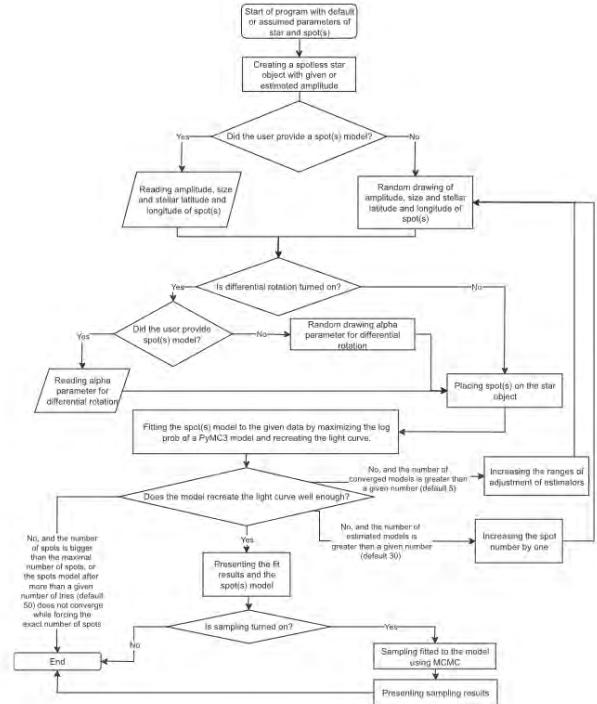 Start of program with default
or assumed parameters of
star and spot(s)
Creating a spotless star
object with given or
estimated amplitude
Did the user provide a spot(s) model?
Yes
No
Reading amplitude, size
and stellar latitude and
longitude of spot(s)
Random drawing of
amplitude, size and stellar
latitude and longitude of
spot(s)
Is differential rotation turned on?
Yes
No
Did the user provide
spot(s) model?
Yes
No
Random drawing alpha
parameter for differential
rotation
Reading alpha
parameter for
differential rotation
Placing spot(s) on the star
object
Fitting the spot(s) model to the given data by maximizing the log
prob of a PyMC3 model and recreating the light curve.
No, and the number of
converged models is greater than
a given number (default 5)
Increasing the ranges of
adjustment of estimators
Does the model recreate the light curve well enough?
No, and the number of
estimated models is
greater than a given number
(default 30)
Increasing the spot
number by one
No, and the number
of spots is bigger
than the maximal
number of spots, or
the spots model after
more than a given
number of tries (default
50) does not converge
while forcing the
exact number of spots
Yes
Presenting the fit
results and the
spot(s) model
Is sampling turned on?
Yes
No
Sampling fitted to the model
using MCMC
End
Presenting sampling results